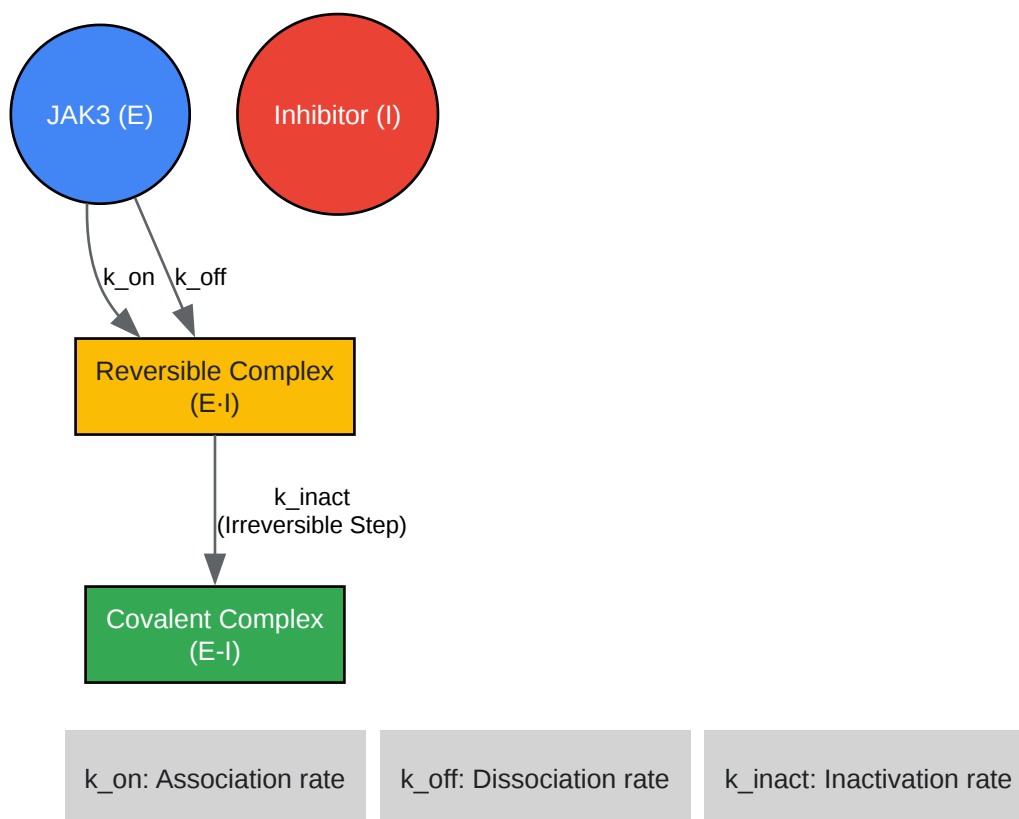 JAK3 (E)
Inhibitor (I)
k_on
k_off
Reversible Complex
(E·I)
k_inact
(Irreversible Step)
Covalent Complex
(E-I)
k_on: Association rate
k_off: Dissociation rate
k_inact: Inactivation rate